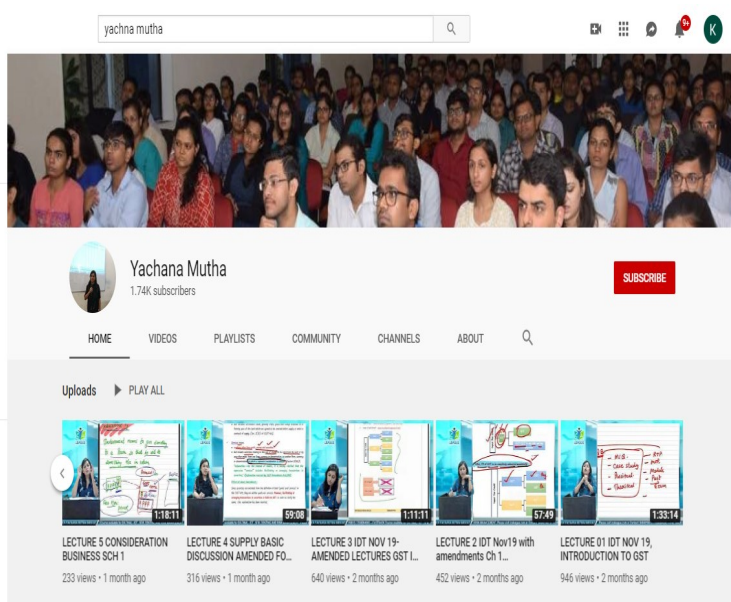 yachna mutha
9+
K
Yachana Mutha
1.74K subscribers
SUBSCRIBE
HOME VIDEOS PLAYLISTS COMMUNITY CHANNELS ABOUT
Uploads PLAY ALL
1:18:11 59:08 1:11:11 57:49 1:33:14
LECTURE 5 CONSIDERATION
BUSINESS SCH 1
233 views • 1 month ago
LECTURE 4 SUPPLY BASIC
DISCUSSION AMENDED FO...
316 views • 1 month ago
LECTURE 3 IDT NOV 19-
AMENDED LECTURES GST I...
640 views • 2 months ago
LECTURE 2 IDT Nov19 with
amendments Ch 1...
452 views • 2 months ago
LECTURE 01 IDT NOV 19,
INTRODUCTION TO GST
946 views • 2 months ago